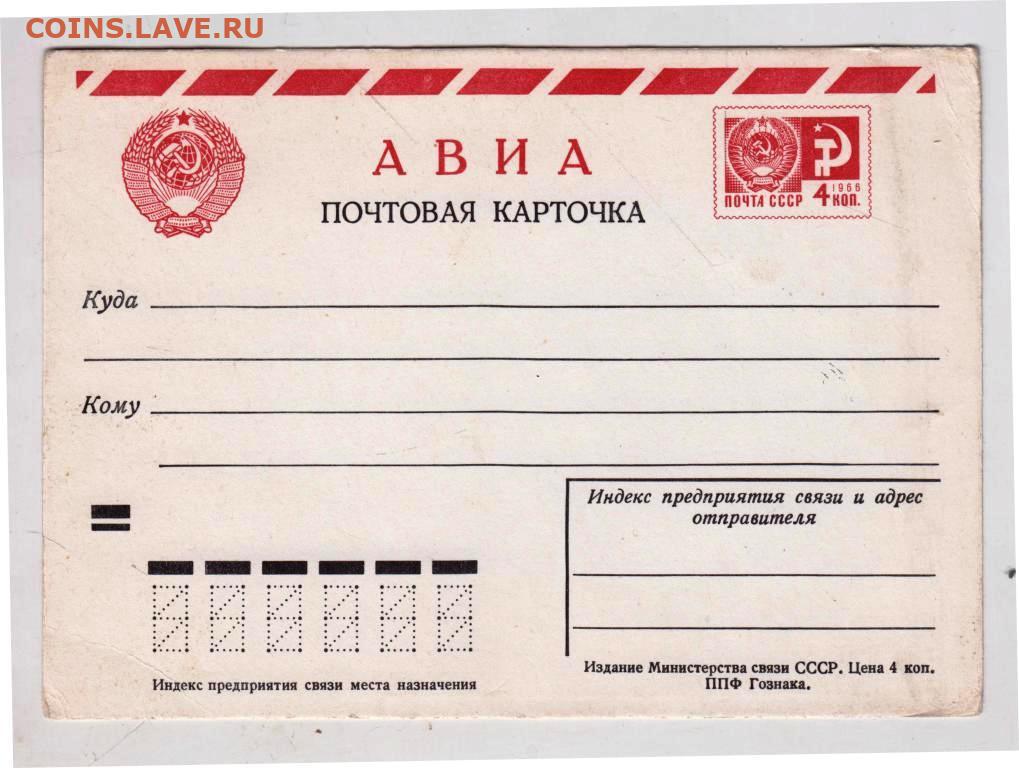 COINS.LAVE.RU
АВИА
ПОЧТОВАЯ КАРТОЧКА
1966
ПОЧТА СССР 4 КОП.
Куда
Кому
Индекс предприятия связи и адрес
отправителя
Индекс предприятия связи места назначения
Издание Министерства связи СССР. Цена 4 коп.
ППФ Гознака.